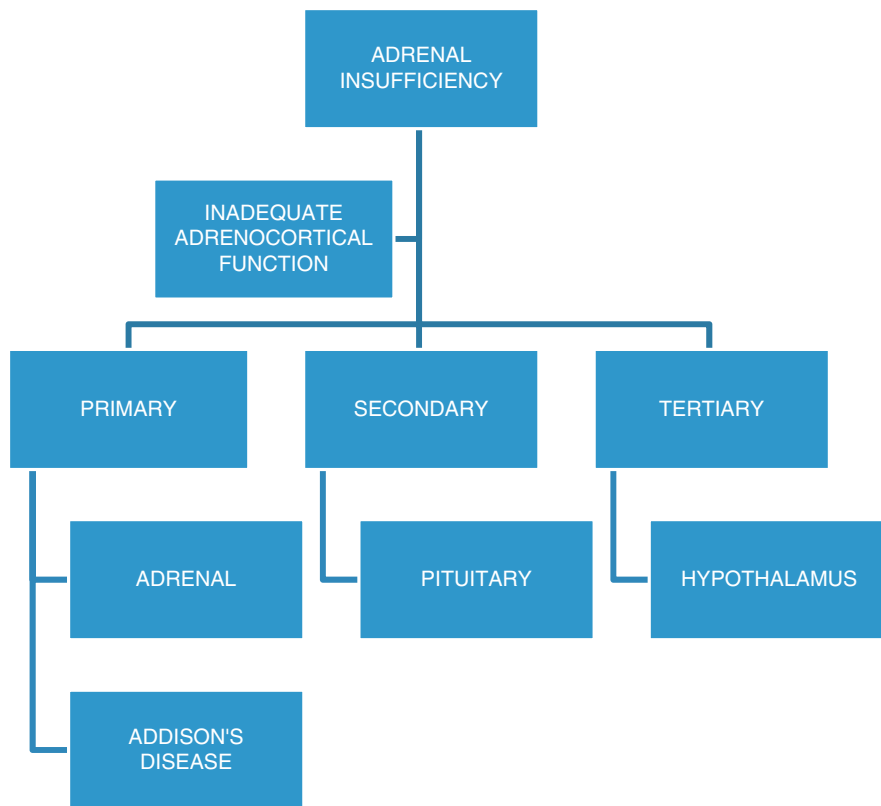 ADRENAL
INSUFFICIENCY
INADEQUATE
ADRENOCORTICAL
FUNCTION
PRIMARY
SECONDARY
TERTIARY
ADRENAL
PITUITARY
HYPOTHALAMUS
ADDISON'S
DISEASE